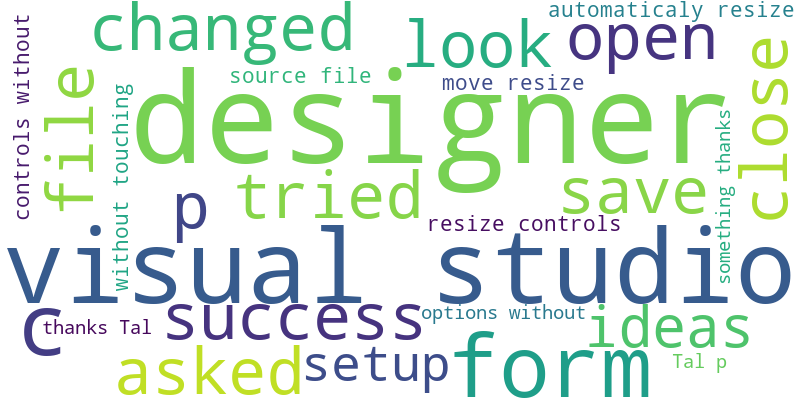 automaticaly resize
changed
look
open
controls without
file
without touching
source file
move resize
designer
close
something thanks
p
tried
save
resize controls
visual studio
c
thanks Tal
success
options without
ideas
asked
setup
form
Tal p